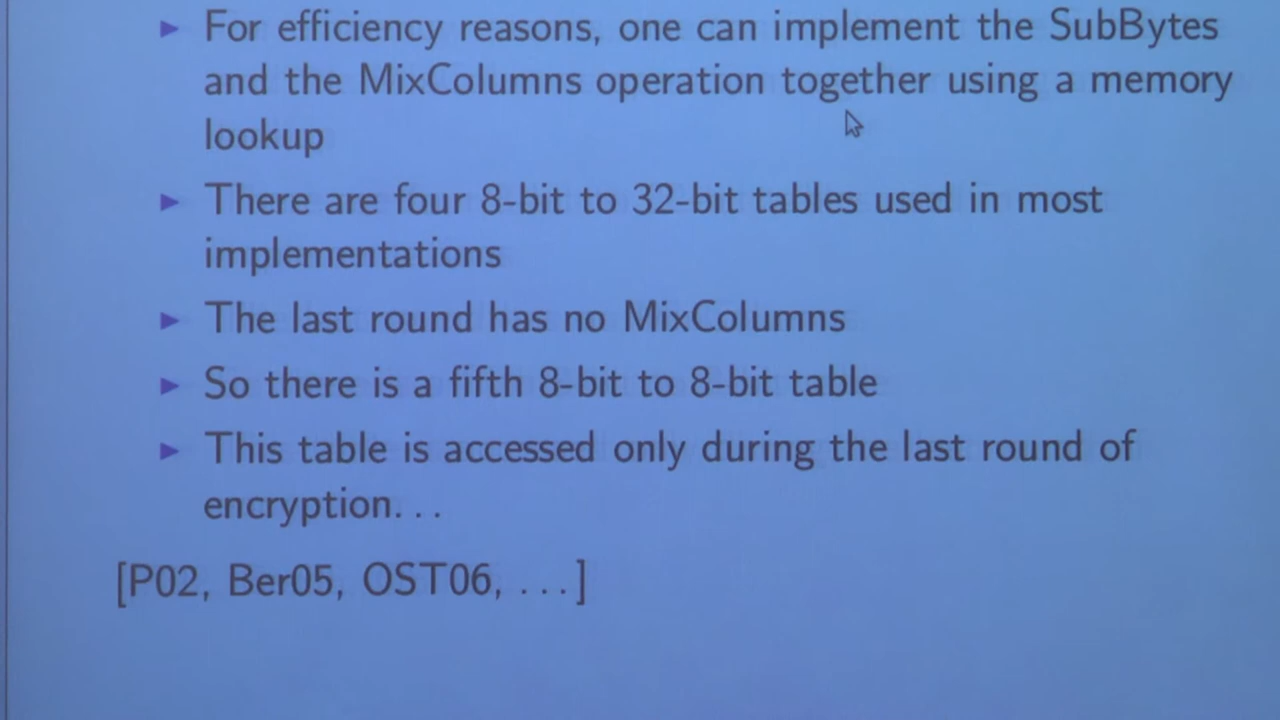 ► For efficiency reasons, one can implement the SubBytes
and the MixColumns operation together using a memory
lookup
► There are four 8-bit to 32-bit tables used in most
implementations
► The last round has no MixColumns
► So there is a fifth 8-bit to 8-bit table
► This table is accessed only during the last round of
encryption. . .
[P02, Ber05, OST06, . . . ]